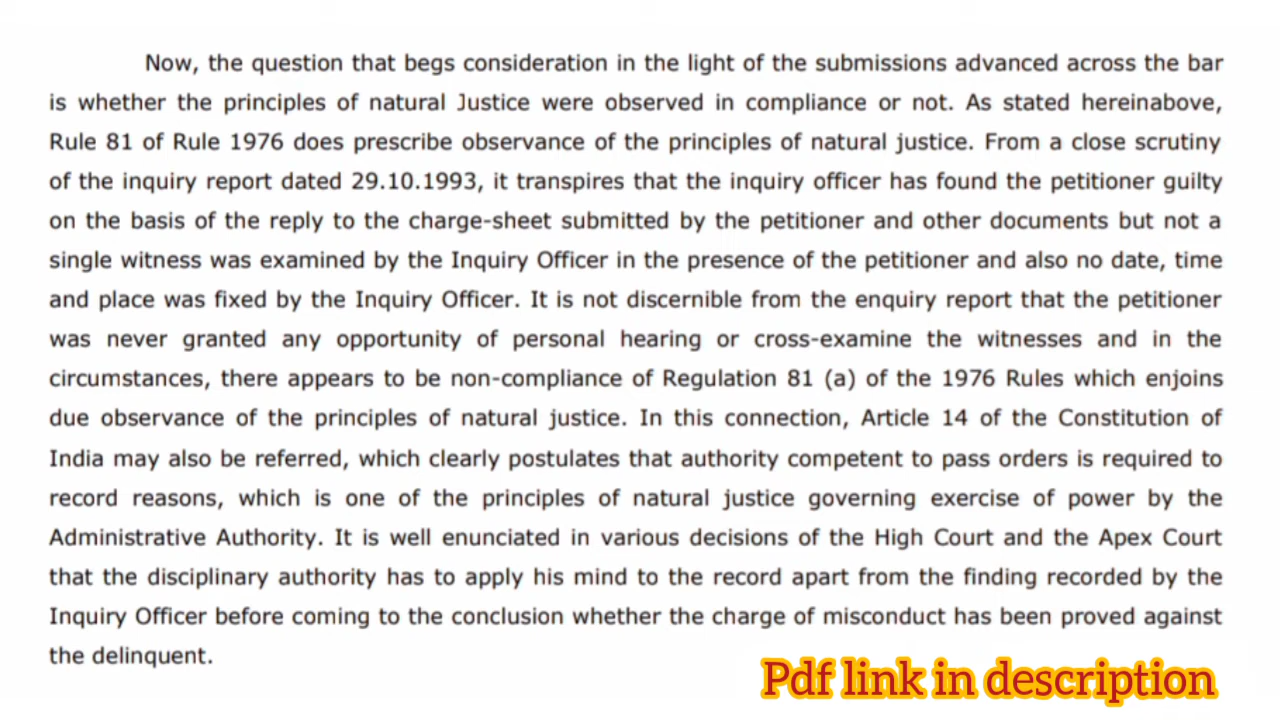 Now, the question that begs consideration in the light of the submissions advanced across the bar
is whether the principles of natural Justice were observed in compliance or not. As stated hereinabove,
Rule 81 of Rule 1976 does prescribe observance of the principles of natural justice. From a close scrutiny
of the inquiry report dated 29.10.1993, it transpires that the inquiry officer has found the petitioner guilty
on the basis of the reply to the charge-sheet submitted by the petitioner and other documents but not a
single witness was examined by the Inquiry Officer in the presence of the petitioner and also no date, time
and place was fixed by the Inquiry Officer. It is not discernible from the enquiry report that the petitioner
was never granted any opportunity of personal hearing or cross-examine the witnesses and in the
circumstances, there appears to be non-compliance of Regulation 81 (a) of the 1976 Rules which enjoins
due observance of the principles of natural justice. In this connection, Article 14 of the Constitution of
India may also be referred, which clearly postulates that authority competent to pass orders is required to
record reasons, which is one of the principles of natural justice governing exercise of power by the
Administrative Authority. It is well enunciated in various decisions of the High Court and the Apex Court
that the disciplinary authority has to apply his mind to the record apart from the finding recorded by the
Inquiry Officer before coming to the conclusion whether the charge of misconduct has been proved against
the delinquent.
Pdf link in description